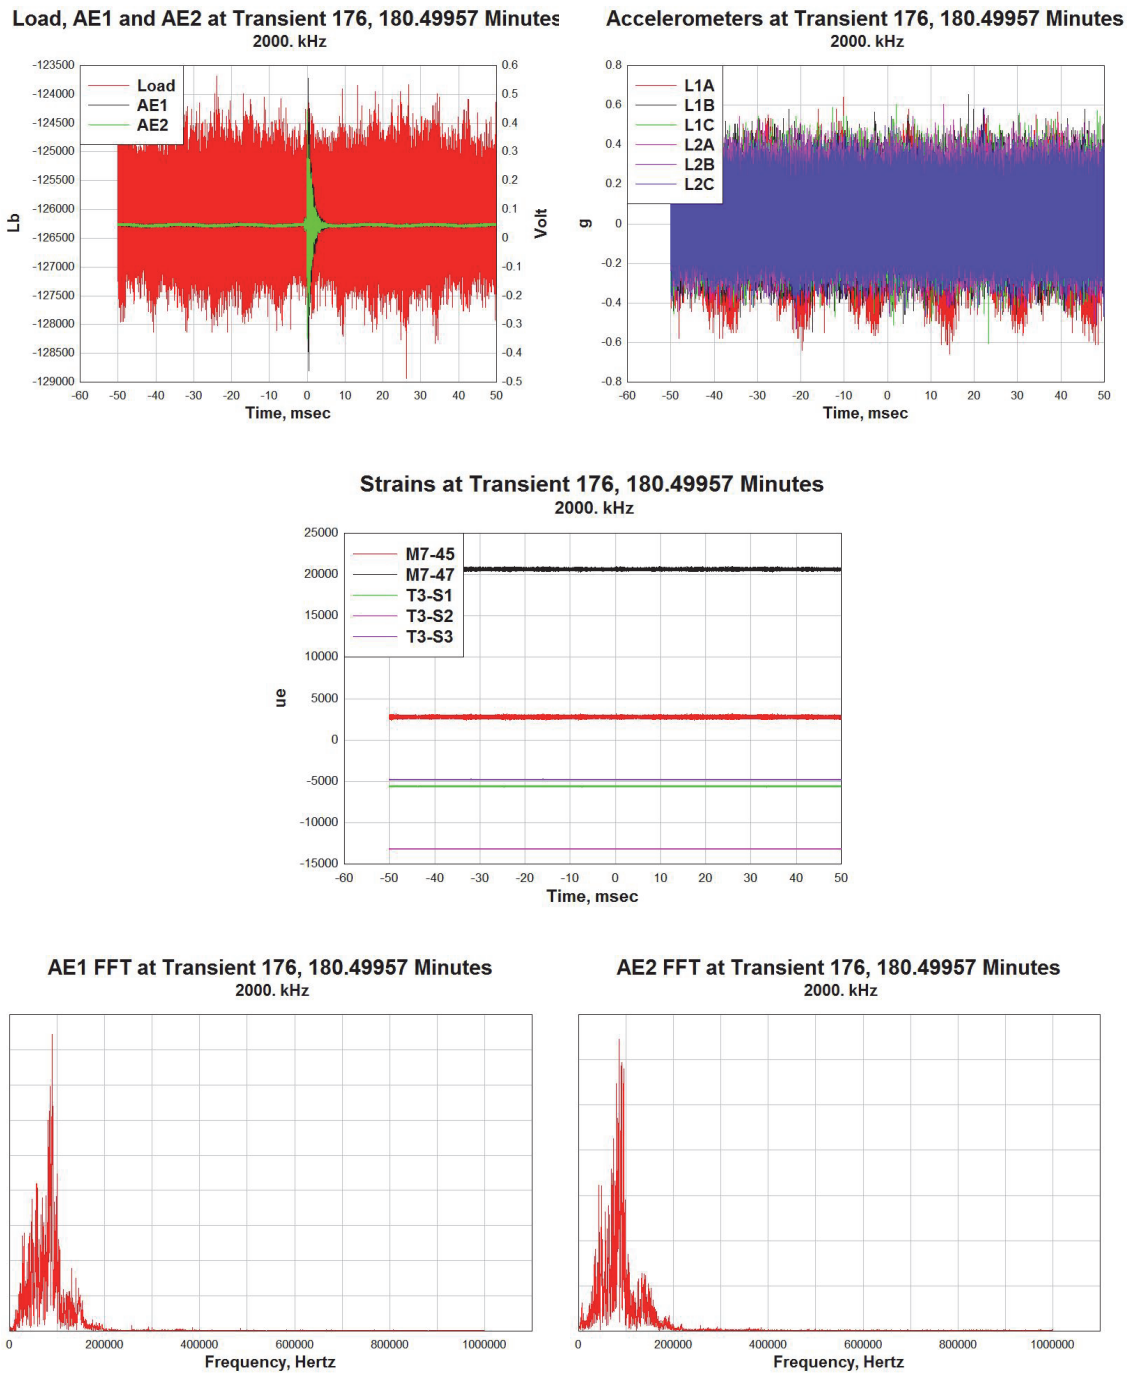 Load, AE1 and AE2 at Transient 176, 180.49957 Minutes
2000. kHz
-123500
-124000
-124500
-125000
-125500
-126000
-126500
-127000
-127500
-128000
-128500
-129000
Lb
Load
AE1
AE2
0.6
0.5
0.4
0.3
0.2
0.1
0
-0.1
-0.2
-0.3
-0.4
-0.5
Volt
-60 -50 -40 -30 -20 -10 0 10 20 30 40 50
Time, msec
Accelerometers at Transient 176, 180.49957 Minutes
2000. kHz
0.8
0.6
0.4
0.2
0
-0.2
-0.4
-0.6
-0.8
g
L1A
L1B
L1C
L2A
L2B
L2C
-60 -50 -40 -30 -20 -10 0 10 20 30 40 50
Time, msec
Strains at Transient 176, 180.49957 Minutes
2000. kHz
25000
20000
15000
10000
5000
0
-5000
-10000
-15000
ue
M7-45
M7-47
T3-S1
T3-S2
T3-S3
-60 -50 -40 -30 -20 -10 0 10 20 30 40 50
Time, msec
AE1 FFT at Transient 176, 180.49957 Minutes
2000. kHz
0 200000 400000 600000 800000 1000000
Frequency, Hertz
AE2 FFT at Transient 176, 180.49957 Minutes
2000. kHz
0 200000 400000 600000 800000 1000000
Frequency, Hertz